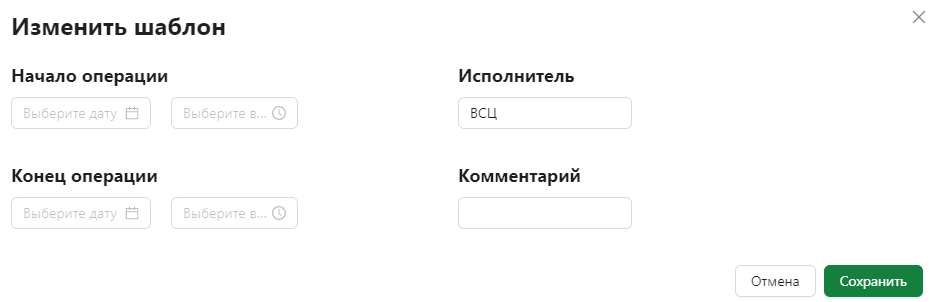 Изменить шаблон
Начало операции
Выберите дату
Выберите в...
Исполнитель
ВСЦ
Конец операции
Выберите дату
Выберите в...
Комментарий
Отмена
Сохранить